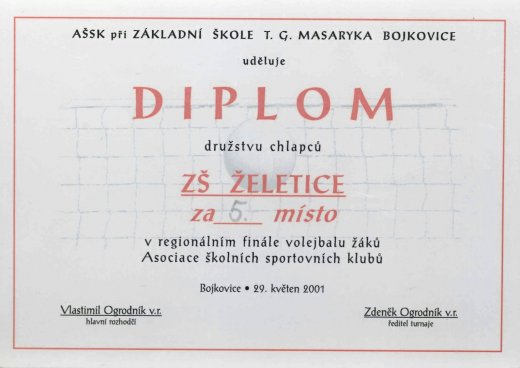 AŠSK při ZÁKLADNÍ ŠKOLE T. G. MASARYKA BOJKOVICE
uděluje
DIPLOM
družstvu chlapců
ZŠ ŽELETICE
za 5. místo
v regionálním finále volejbalu žáků
Asociace školních sportovních klubů
Bojkovice • 29. květen 2001
Vlastimil Ogrodník v.r.
hlavní rozhodčí
Zdeněk Ogrodník v.r.
ředitel turnaje